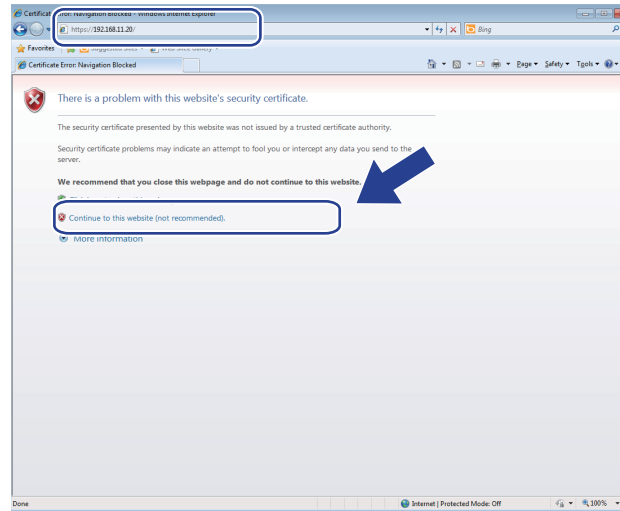 Certificate Error: Navigation Blocked - Windows Internet Explorer
https://192.168.11.20/
Bing
Favorites
Certificate Error: Navigation Blocked
Page Safety Tools
There is a problem with this website's security certificate.
The security certificate presented by this website was not issued by a trusted certificate authority.
Security certificate problems may indicate an attempt to fool you or intercept any data you send to the
server.
We recommend that you close this webpage and do not continue to this website.
Continue to this website (not recommended).
More information
Done
Internet | Protected Mode: Off
100%